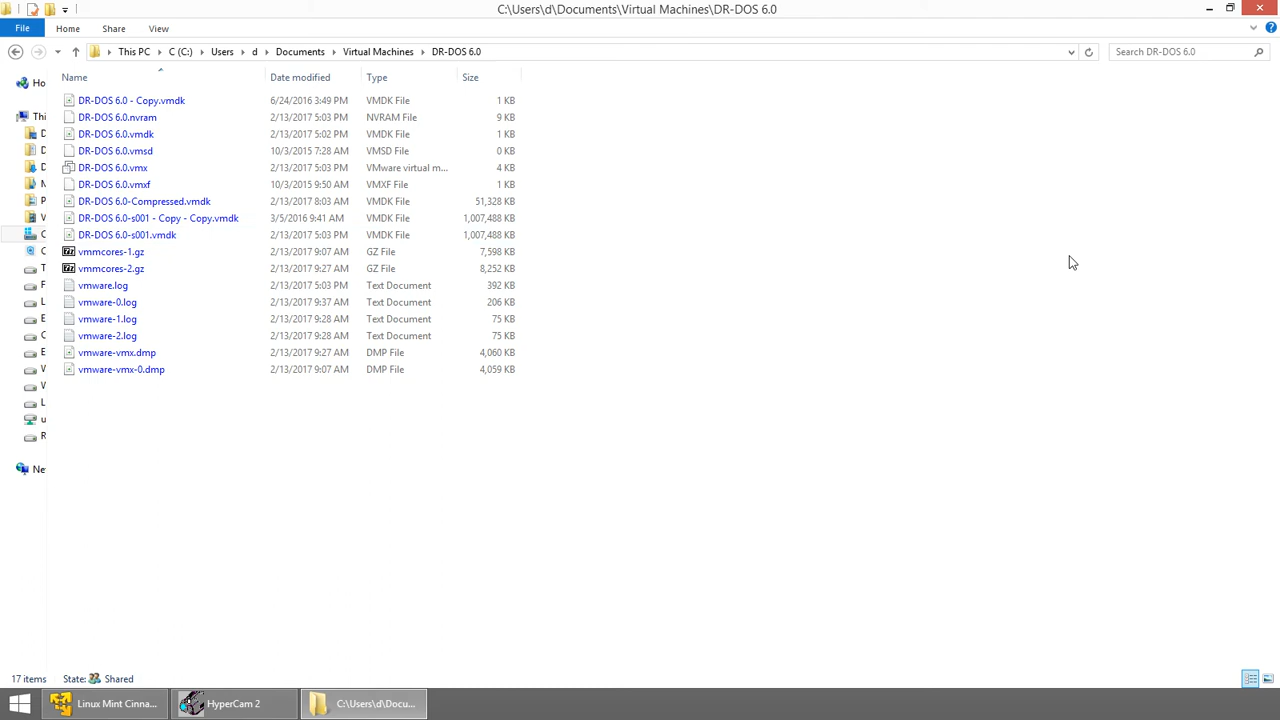 C:\Users\d\Documents\Virtual Machines\DR-DOS 6.0
File Home Share View
This PC C (C:) Users d Documents Virtual Machines DR-DOS 6.0 Search DR-DOS 6.0
Name Date modified Type Size
DR-DOS 6.0 - Copy.vmdk 6/24/2016 3:49 PM VMDK File 1 KB
DR-DOS 6.0.nvram 2/13/2017 5:03 PM NVRAM File 9 KB
DR-DOS 6.0.vmdk 2/13/2017 5:02 PM VMDK File 1 KB
DR-DOS 6.0.vmsd 10/3/2015 7:28 AM VMSD File 0 KB
DR-DOS 6.0.vmx 2/13/2017 5:03 PM VMware virtual m... 4 KB
DR-DOS 6.0.vmxf 10/3/2015 9:50 AM VMXF File 1 KB
DR-DOS 6.0-Compressed.vmdk 2/13/2017 8:03 AM VMDK File 51,328 KB
DR-DOS 6.0-s001 - Copy - Copy.vmdk 3/5/2016 9:41 AM VMDK File 1,007,488 KB
DR-DOS 6.0-s001.vmdk 2/13/2017 5:03 PM VMDK File 1,007,488 KB
vmmcores-1.gz 2/13/2017 9:07 AM GZ File 7,598 KB
vmmcores-2.gz 2/13/2017 9:27 AM GZ File 8,252 KB
vmware.log 2/13/2017 5:03 PM Text Document 392 KB
vmware-0.log 2/13/2017 9:37 AM Text Document 206 KB
vmware-1.log 2/13/2017 9:28 AM Text Document 75 KB
vmware-2.log 2/13/2017 9:28 AM Text Document 75 KB
vmware-vmx.dmp 2/13/2017 9:27 AM DMP File 4,060 KB
vmware-vmx-0.dmp 2/13/2017 9:07 AM DMP File 4,059 KB
Ho
Thi
D
D
D
M
P
V
C
T
F
L
E
C
E
W
W
L
u
R
Ne
17 items State: Shared
Linux Mint Cinna... HyperCam 2 C:\Users\d\Docu...